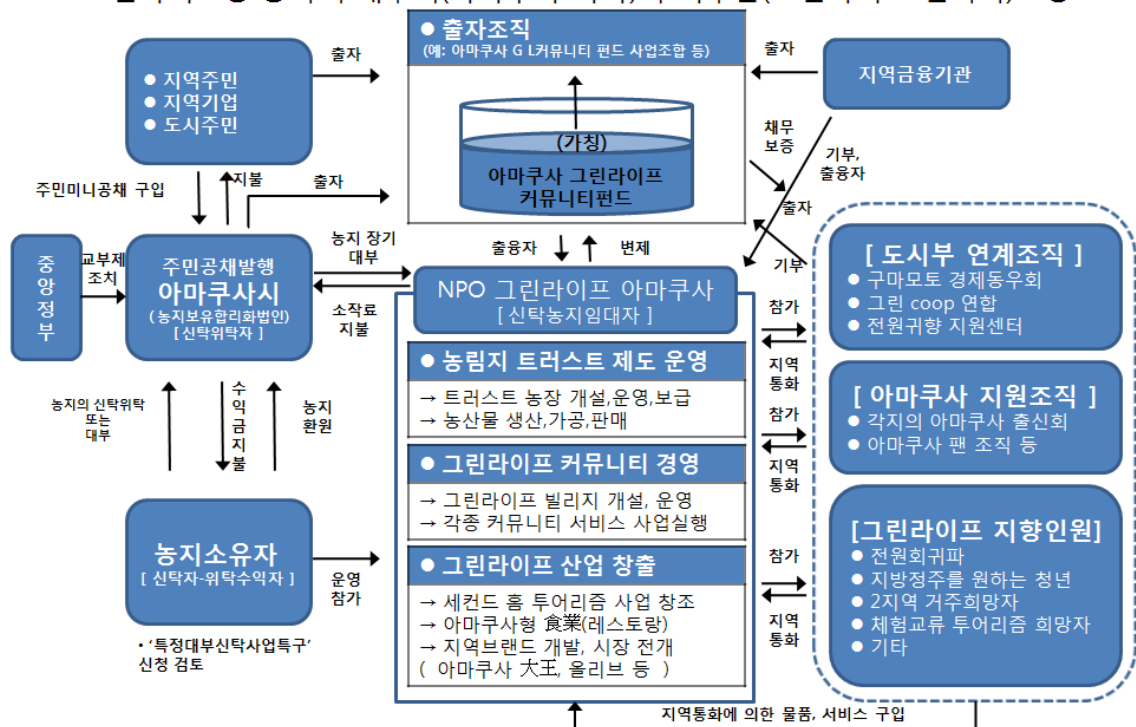 ● 출자조직
(예: 아마쿠사 G L커뮤니티 펀드 사업조합 등)
(가칭)
아마쿠사 그린라이프
커뮤니티펀드
● 지역주민
● 지역기업
● 도시주민
출자
출자
지역금융기관
채무
보증
기부,
출융자
출자
기부
주민미니공채 구입
지불
출자
중앙정부
교부제
조치
주민공채발행
아마쿠사시
(농지보유합리화법인)
[신탁위탁자]
농지 장기
대부
소작료
지불
출융자
변제
NPO 그린라이프 아마쿠사
[ 신탁농지임대자 ]
● 농림지 트러스트 제도 운영
→ 트러스트 농장 개설,운영,보급
→ 농산물 생산,가공,판매
● 그린라이프 커뮤니티 경영
→ 그린라이프 빌리지 개설, 운영
→ 각종 커뮤니티 서비스 사업실행
● 그린라이프 산업 창출
→ 세컨드 홈 투어리즘 사업 창조
→ 아마쿠사형 食業(레스토랑)
→ 지역브랜드 개발, 시장 전개
( 아마쿠사 大王, 올리브 등 )
농지의 신탁위탁
또는
대부
수익금지불
농지
환원
농지소유자
[ 신탁자-위탁수익자 ]
운영
참가
• ‘특정대부신탁사업특구’
신청 검토
참가
지역
통화
참가
지역
통화
참가
지역
통화
[ 도시부 연계조직 ]
● 구마모토 경제동우회
● 그린 coop 연합
● 전원귀향 지원센터
[ 아마쿠사 지원조직 ]
● 각지의 아마쿠사 출신회
● 아마쿠사 팬 조직 등
[그린라이프 지향인원]
● 전원회귀파
● 지방정주를 원하는 청년
● 2지역 거주희망자
● 체험교류 투어리즘 희망자
● 기타
지역통화에 의한 물품, 서비스 구입